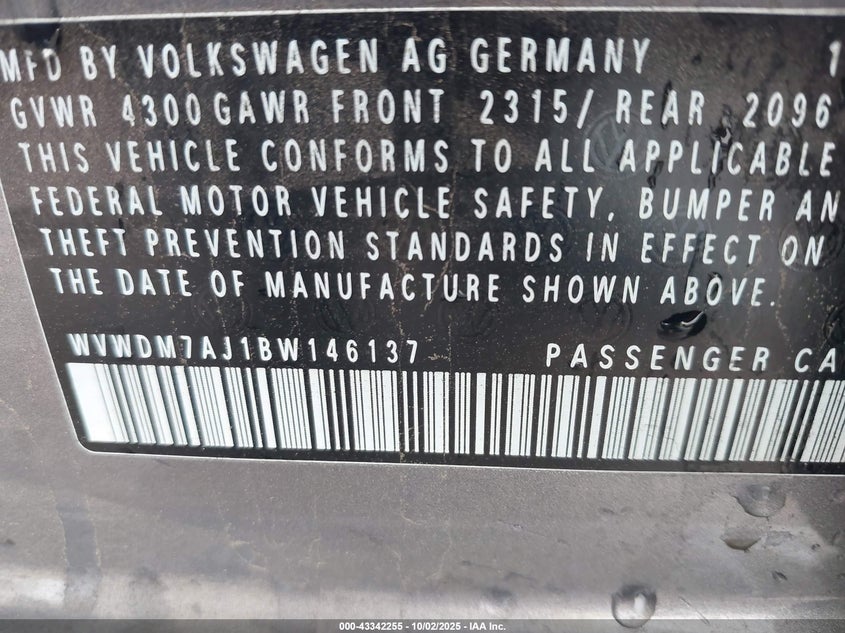 MFD BY VOLKSWAGEN AG GERMANY 1
GVWR 4300 GAWR FRONT 2315/ REAR 2096
THIS VEHICLE CONFORMS TO ALL APPLICABLE
FEDERAL MOTOR VEHICLE SAFETY, BUMPER AN
THEFT PREVENTION STANDARDS IN EFFECT ON
THE DATE OF MANUFACTURE SHOWN ABOVE.
WVWDM7AJ1BW146137 PASSENGER CA
000-43342255 - 10/02/2025 - IAA Inc.